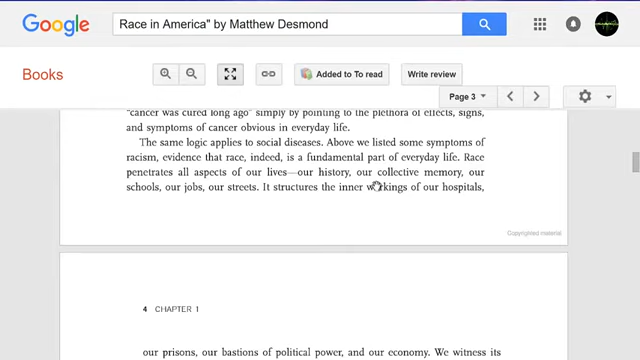 Google
Race in America" by Matthew Desmond
Books
Added to To read
Write review
Page 3
"cancer was cured long ago" simply by pointing to the plethora of effects, signs,
and symptoms of cancer obvious in everyday life.
The same logic applies to social diseases. Above we listed some symptoms of
racism, evidence that race, indeed, is a fundamental part of everyday life. Race
penetrates all aspects of our lives—our history, our collective memory, our
schools, our jobs, our streets. It structures the inner workings of our hospitals,
Copyrighted material
4 CHAPTER 1
our prisons, our bastions of political power, and our economy. We witness its